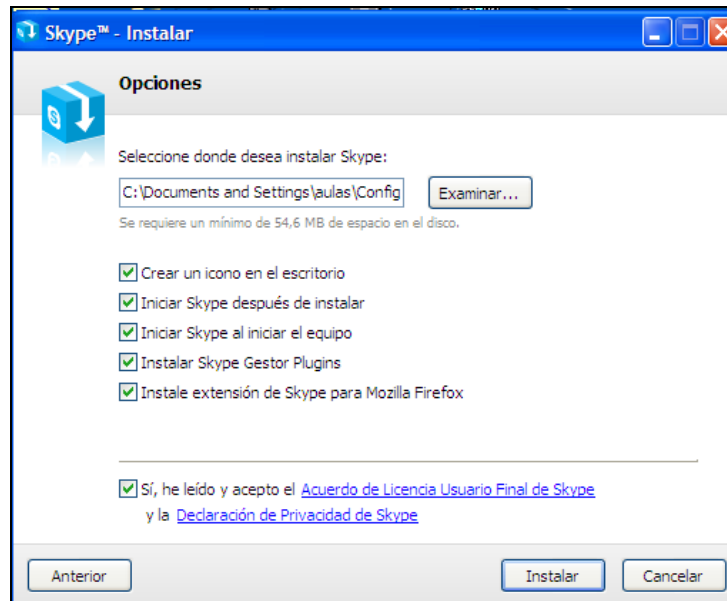 Skype™ - Instalar
Opciones
Seleccione donde desea instalar Skype:
C:\Documents and Settings\aulas\Config
Examinar...
Se requiere un mínimo de 54,6 MB de espacio en el disco.
Crear un icono en el escritorio
Iniciar Skype después de instalar
Iniciar Skype al iniciar el equipo
Instalar Skype Gestor Plugins
Instale extensión de Skype para Mozilla Firefox
Sí, he leído y acepto el Acuerdo de Licencia Usuario Final de Skype
y la Declaración de Privacidad de Skype
Anterior
Instalar
Cancelar